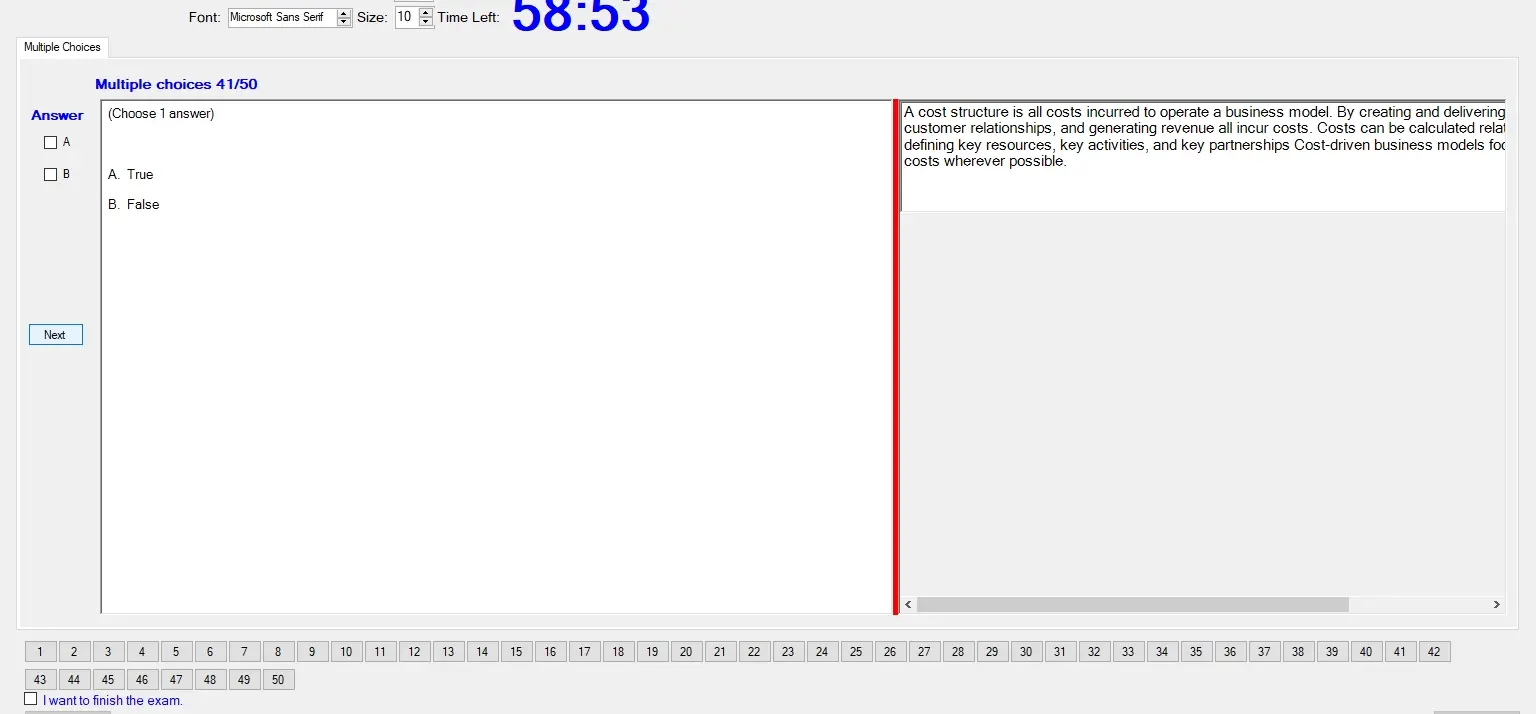 Font: Microsoft Sans Serif Size: 10 Time Left: 58:53
Multiple Choices
Multiple choices 41/50
Answer
A
B
Next
(Choose 1 answer)
A. True
B. False
A cost structure is all costs incurred to operate a business model. By creating and delivering
customer relationships, and generating revenue all incur costs. Costs can be calculated
defining key resources, key activities, and key partnerships Cost-driven business models
costs wherever possible.
1 2 3 4 5 6 7 8 9 10 11 12 13 14 15 16 17 18 19 20 21 22 23 24 25 26 27 28 29 30 31 32 33 34 35 36 37 38 39 40 41 42
43 44 45 46 47 48 49 50
I want to finish the exam.